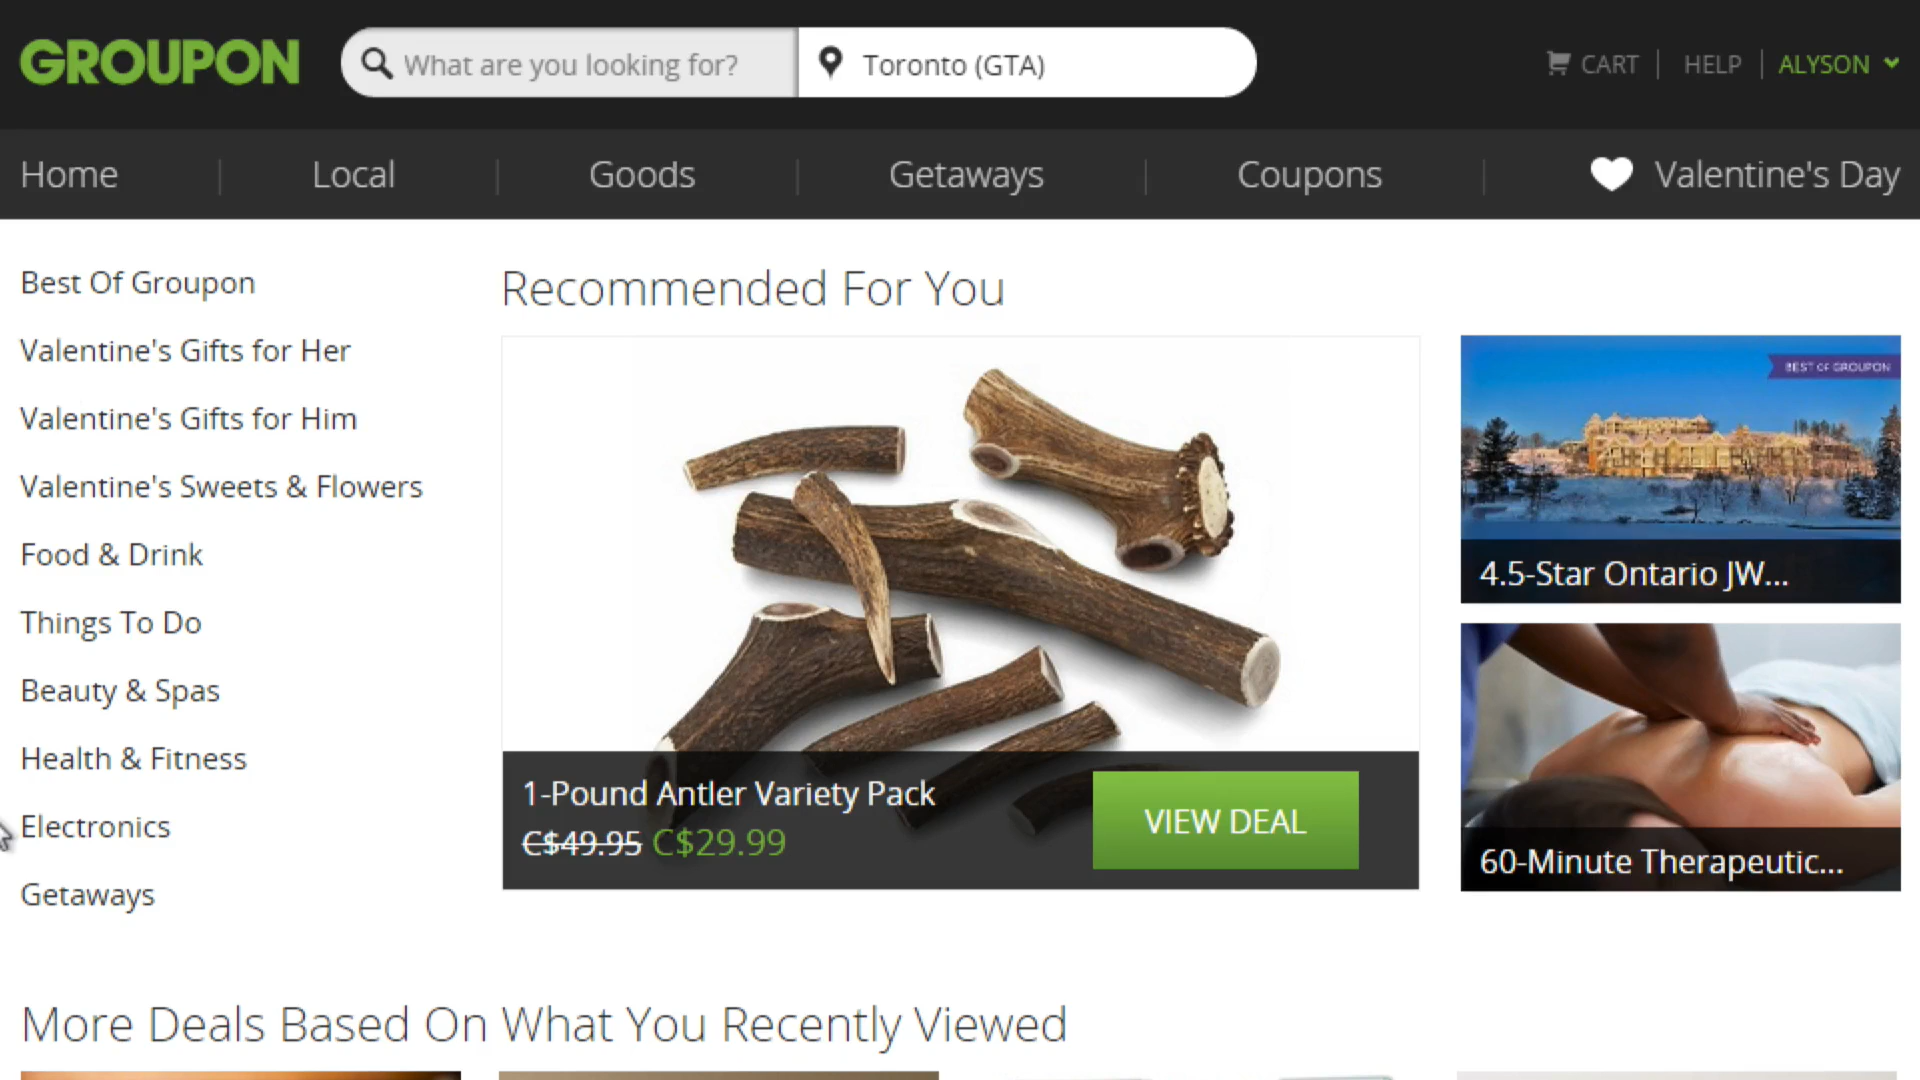 GROUPON
What are you looking for?
Toronto (GTA)
CART
HELP
ALYSON
Home
Local
Goods
Getaways
Coupons
Valentine's Day
Best Of Groupon
Valentine's Gifts for Her
Valentine's Gifts for Him
Valentine's Sweets & Flowers
Food & Drink
Things To Do
Beauty & Spas
Health & Fitness
Electronics
Getaways
Recommended For You
1-Pound Antler Variety Pack
C$49.95 C$29.99
VIEW DEAL
BEST OF GROUPON
4.5-Star Ontario JW...
60-Minute Therapeutic...
More Deals Based On What You Recently Viewed